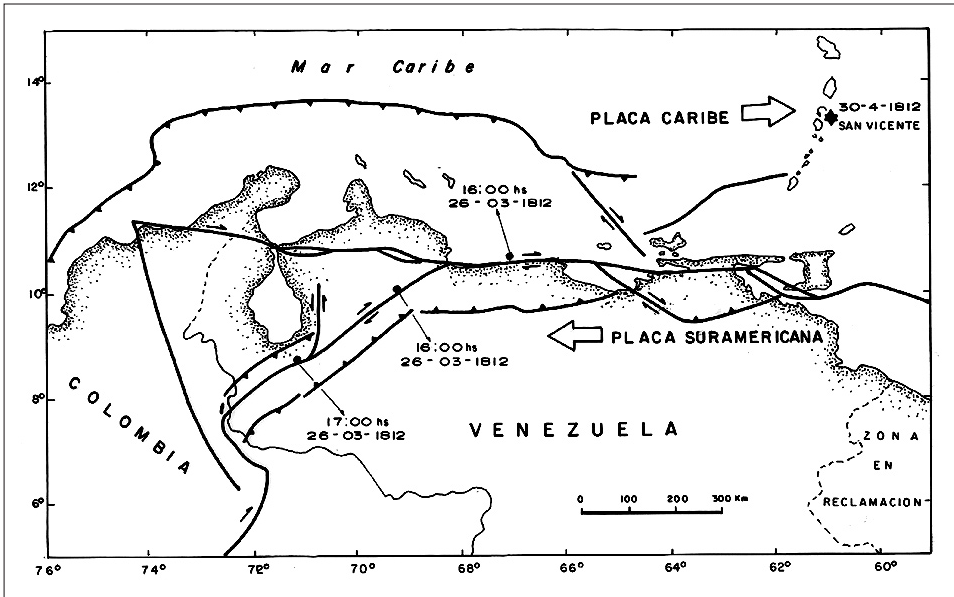 Mar Caribe
14°
PLACA CARIBE
30-4-1812
SAN VICENTE
12°
16:00 hs
26-03-1812
10°
PLACA SURAMERICANA
16:00 hs
26-03-1812
8°
COLOMBIA
17:00 hs
26-03-1812
VENEZUELA
ZONA
EN
RECLAMACION
6°
0 100 200 300 Km
76° 74° 72° 70° 68° 66° 64° 62° 60°